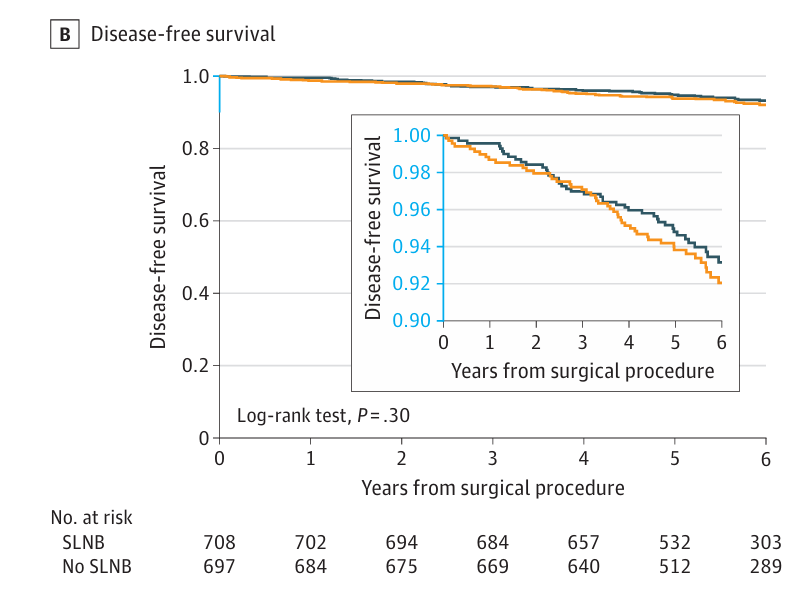 B Disease-free survival
1.0
0.8
0.6
0.4
0.2
0
Disease-free survival
1.00
0.98
0.96
0.94
0.92
0.90
Disease-free survival
0 1 2 3 4 5 6
Years from surgical procedure
Log-rank test, P = .30
0 1 2 3 4 5 6
Years from surgical procedure
No. at risk
SLNB 708 702 694 684 657 532 303
No SLNB 697 684 675 669 640 512 289